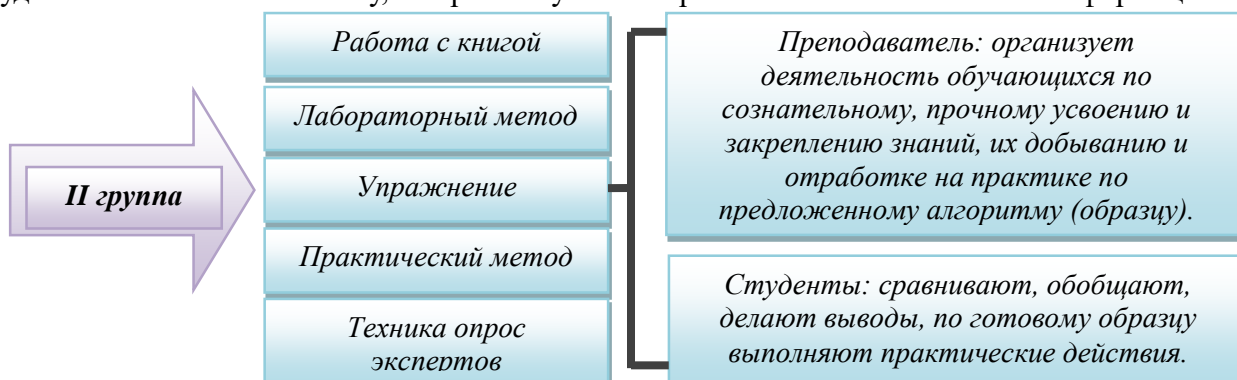 II группа
Работа с книгой
Лабораторный метод
Упражнение
Практический метод
Техника опрос
экспертов
Преподаватель: организует
деятельность обучающихся по
сознательному, прочному усвоению и
закреплению знаний, их добыванию и
отработке на практике по
предложенному алгоритму (образцу).
Студенты: сравнивают, обобщают,
делают выводы, по готовому образцу
выполняют практические действия.